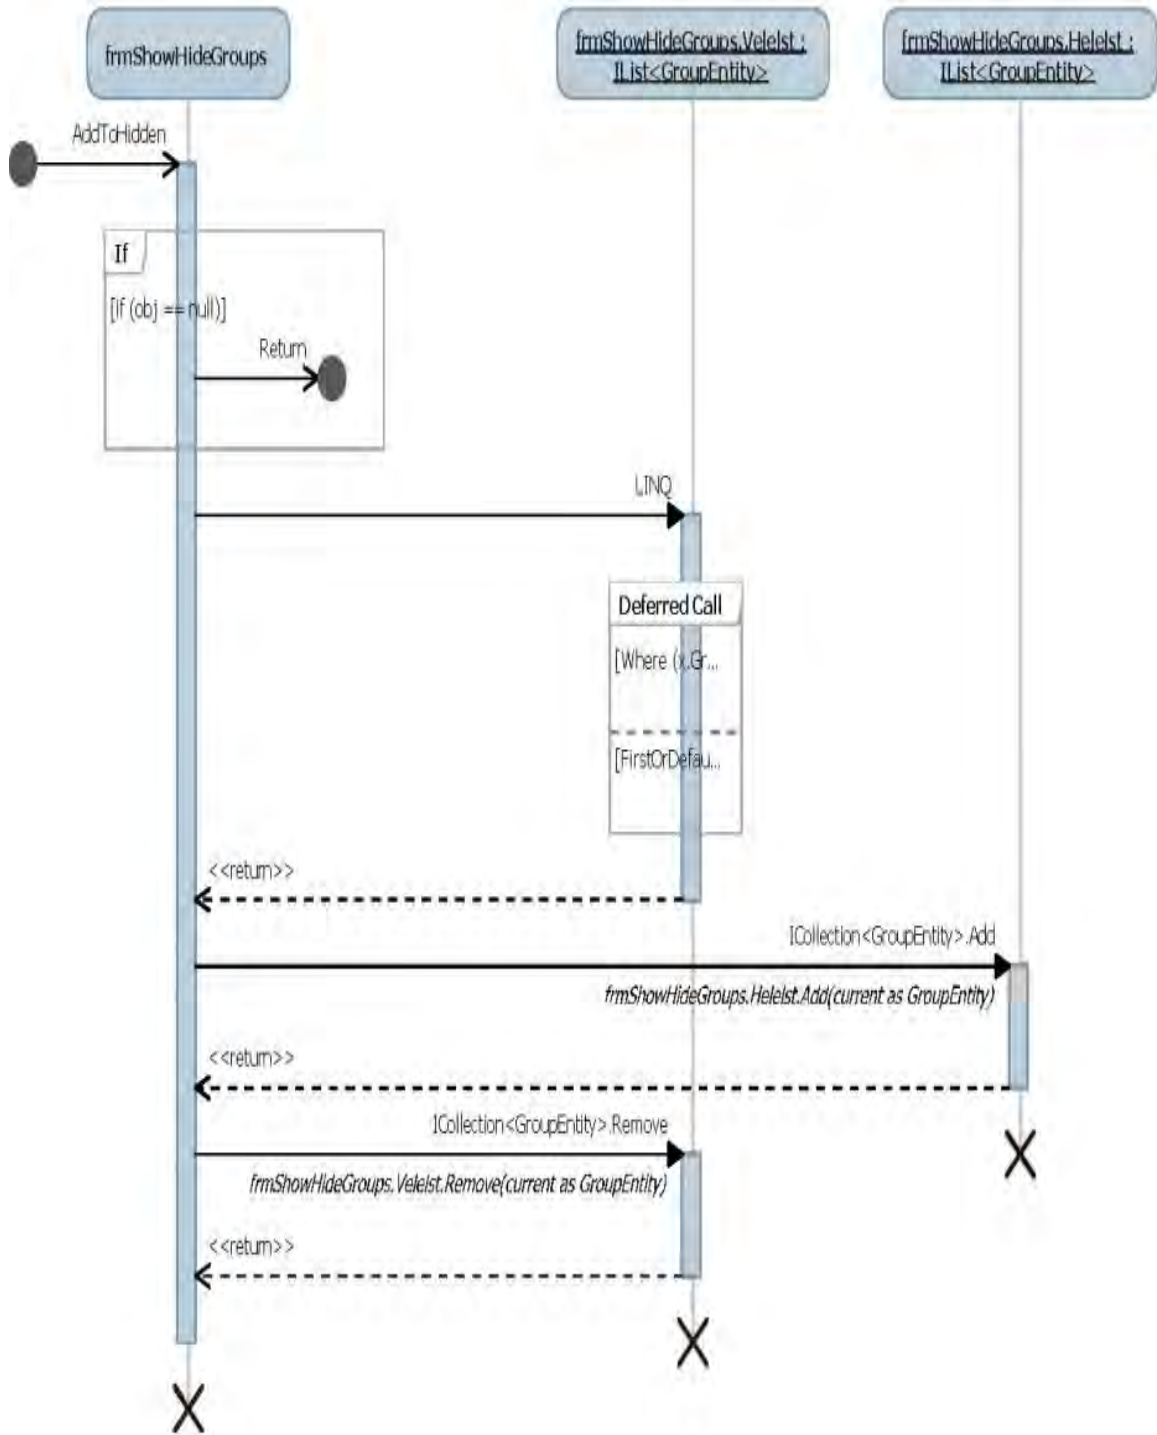 frmShowHideGroups
frmShowHideGroups.Velelst :
IList<GroupEntity>
frmShowHideGroups.Helelst :
IList<GroupEntity>
AddToHidden
If
[if (obj == null)]
Return
LINQ
Deferred Call
[Where (x.Gr...
[FirstOrDefau...
<<return>>
ICollection<GroupEntity>.Add
frmShowHideGroups.Helelst.Add(current as GroupEntity)
<<return>>
ICollection<GroupEntity>.Remove
frmShowHideGroups.Velelst.Remove(current as GroupEntity)
<<return>>